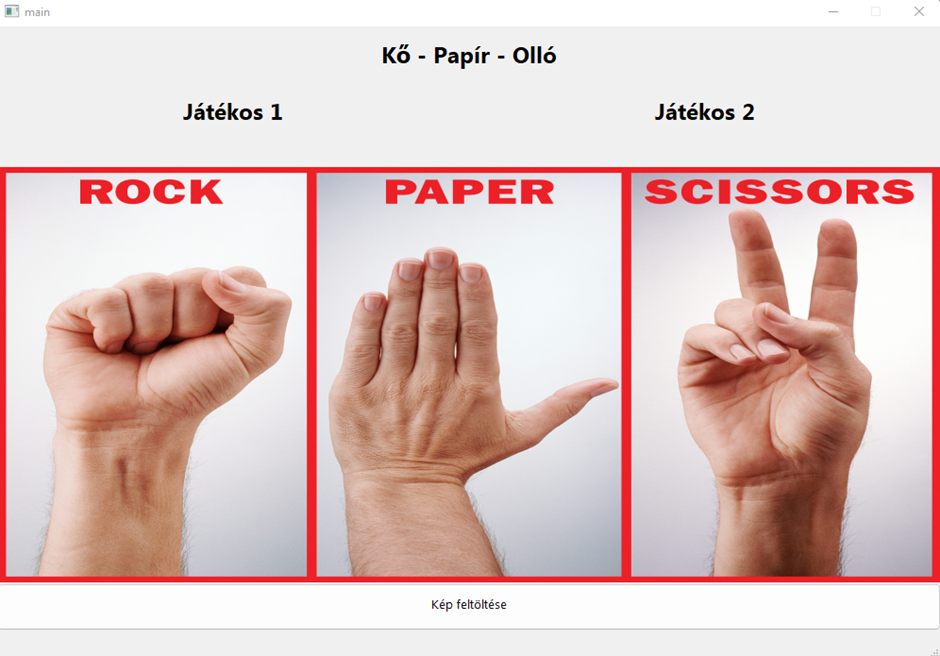 main
Kő - Papír - Olló
Játékos 1
Játékos 2
ROCK
PAPER
SCISSORS
Kép feltöltése